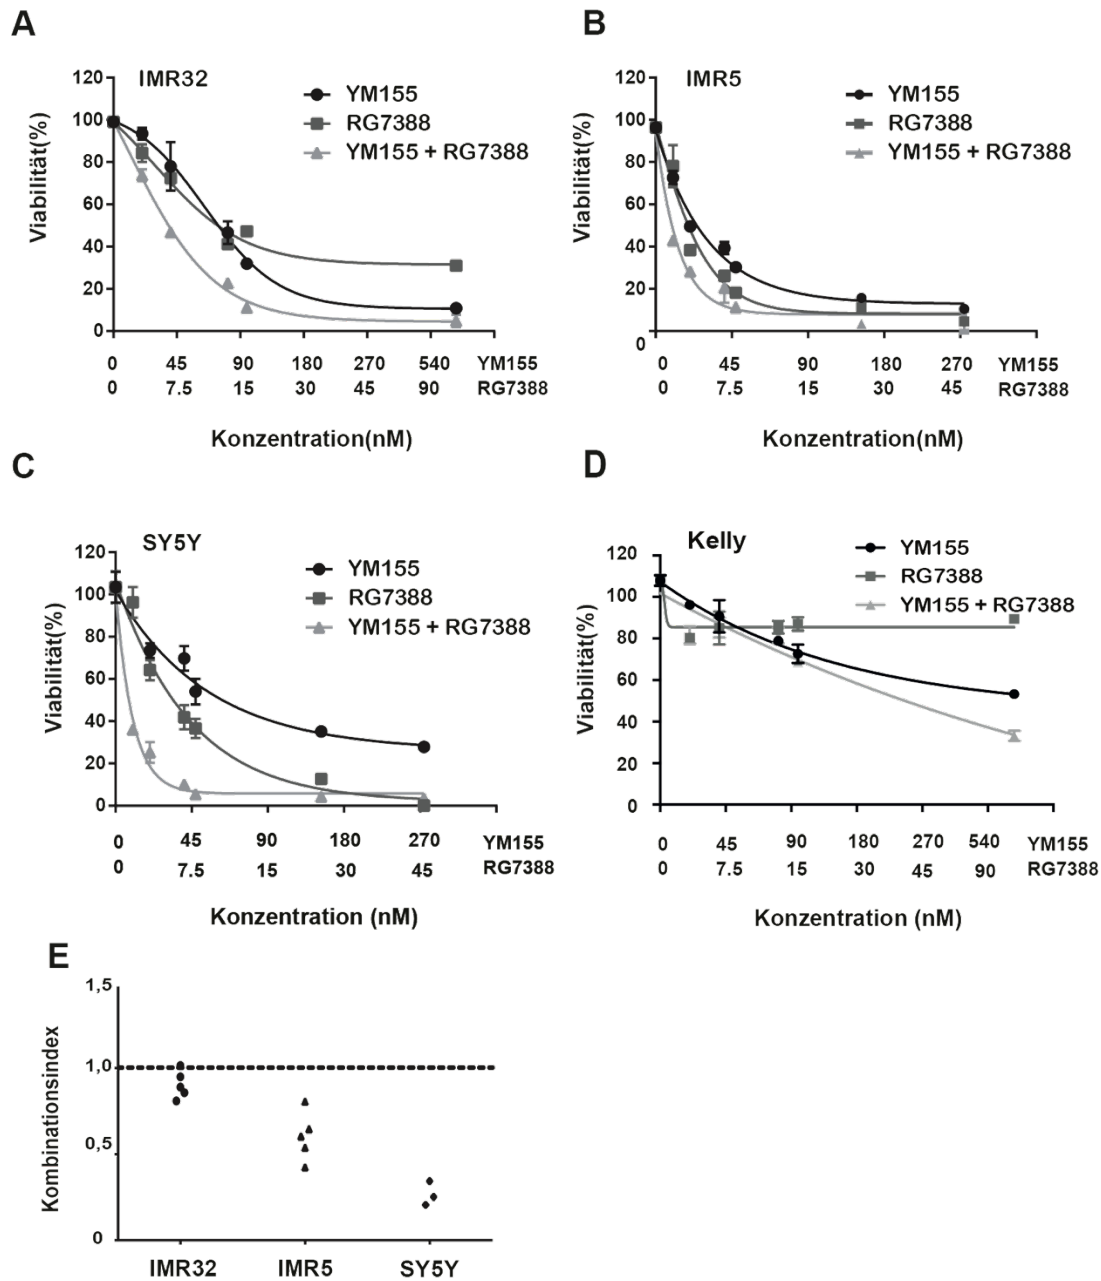 A
IMR32
YM155
RG7388
YM155 + RG7388
Viabilität(%)
120
100
80
60
40
20
0
0 45 90 180 270 540 YM155
0 7.5 15 30 45 90 RG7388
Konzentration(nM)
B
IMR5
YM155
RG7388
YM155 + RG7388
Viabilität(%)
120
100
80
60
40
20
0
0 45 90 180 270 YM155
0 7.5 15 30 45 RG7388
Konzentration(nM)
C
SY5Y
YM155
RG7388
YM155 + RG7388
Viabilität(%)
120
100
80
60
40
20
0
0 45 90 180 270 YM155
0 7.5 15 30 45 RG7388
Konzentration (nM)
D
Kelly
YM155
RG7388
YM155 + RG7388
Viabilität(%)
120
100
80
60
40
20
0
0 45 90 180 270 540 YM155
0 7.5 15 30 45 90 RG7388
Konzentration (nM)
E
Kombinationsindex
1,5
1,0
0,5
0
IMR32 IMR5 SY5Y